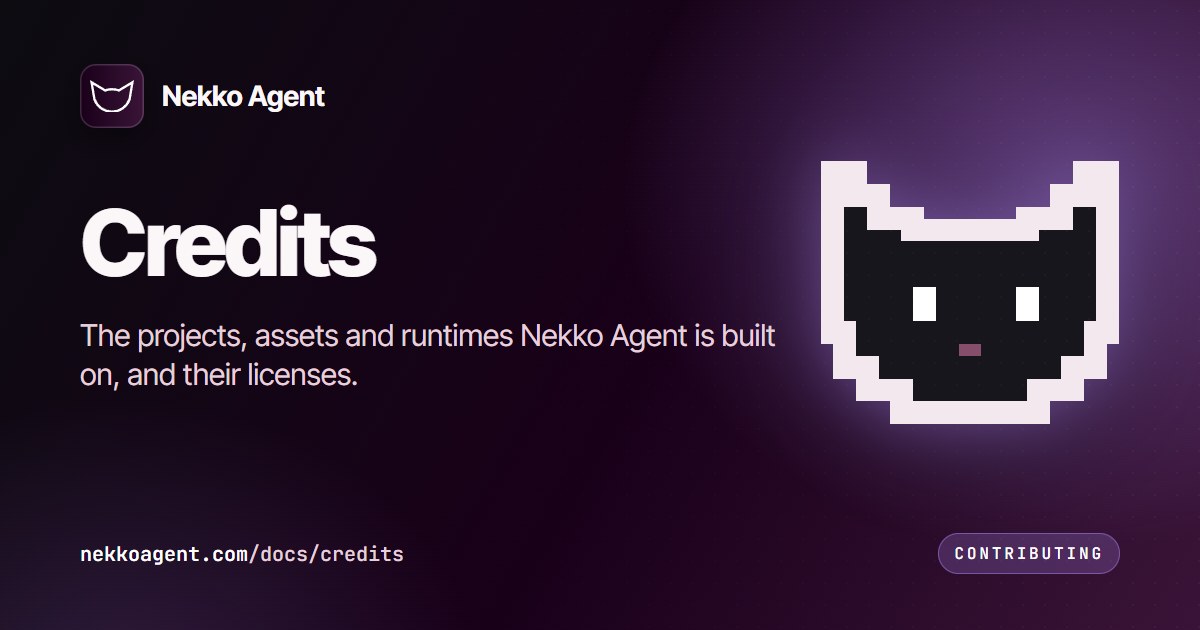 Nekko Agent
Credits
The projects, assets and runtimes Nekko Agent is built
on, and their licenses.
nekkoagent.com/docs/credits
CONTRIBUTING